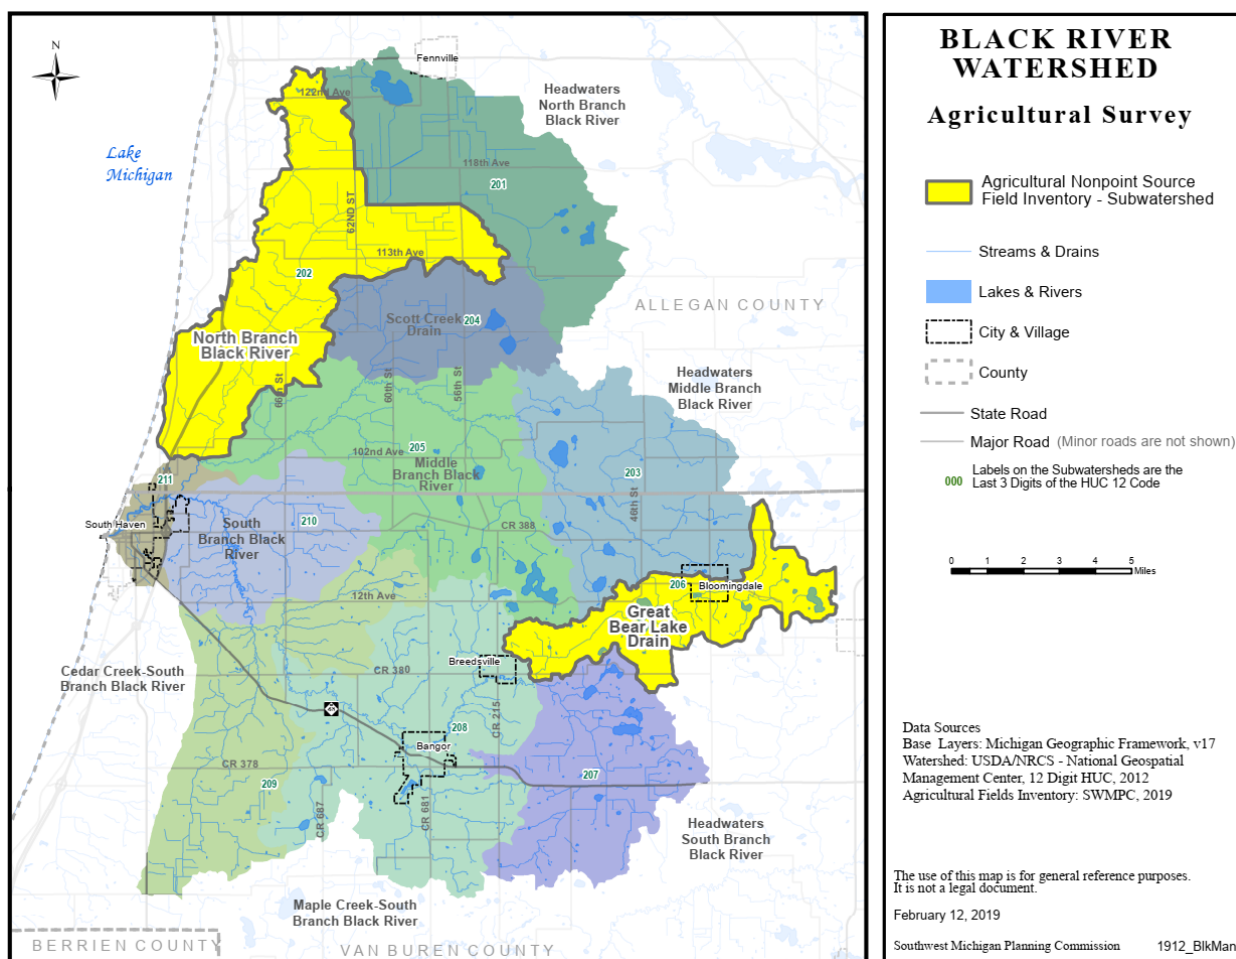 N
Fennville
Headwaters
North Branch
Black River
122nd Ave
Lake
Michigan
118th Ave
201
62ND ST
113th Ave
202
ALLEGAN COUNTY
Scott Creek
Drain
204
North Branch
Black River
66th St
60th St
56th St
Headwaters
Middle Branch
Black River
102nd Ave
205
Middle
Branch Black
River
203
211
46th St
South Haven
South
Branch Black
River
210
CR 388
206
Bloomingdale
12th Ave
Great
Bear Lake
Drain
Breedsville
CR 380
Cedar Creek-South
Branch Black River
CR 215
208
Bangor
CR 378
209
207
CR 687
CR 681
Headwaters
South Branch
Black River
Maple Creek-South
Branch Black River
BERRIEN COUNTY
VAN BUREN COUNTY
BLACK RIVER
WATERSHED
Agricultural Survey
Agricultural Nonpoint Source
Field Inventory - Subwatershed
Streams & Drains
Lakes & Rivers
City & Village
County
State Road
Major Road (Minor roads are not shown)
000 Labels on the Subwatersheds are the
Last 3 Digits of the HUC 12 Code
0 1 2 3 4 5
Miles
Data Sources
Base Layers: Michigan Geographic Framework, v17
Watershed: USDA/NRCS - National Geospatial
Management Center, 12 Digit HUC, 2012
Agricultural Fields Inventory: SWMPC, 2019
The use of this map is for general reference purposes.
It is not a legal document.
February 12, 2019
Southwest Michigan Planning Commission 1912_BlkMan